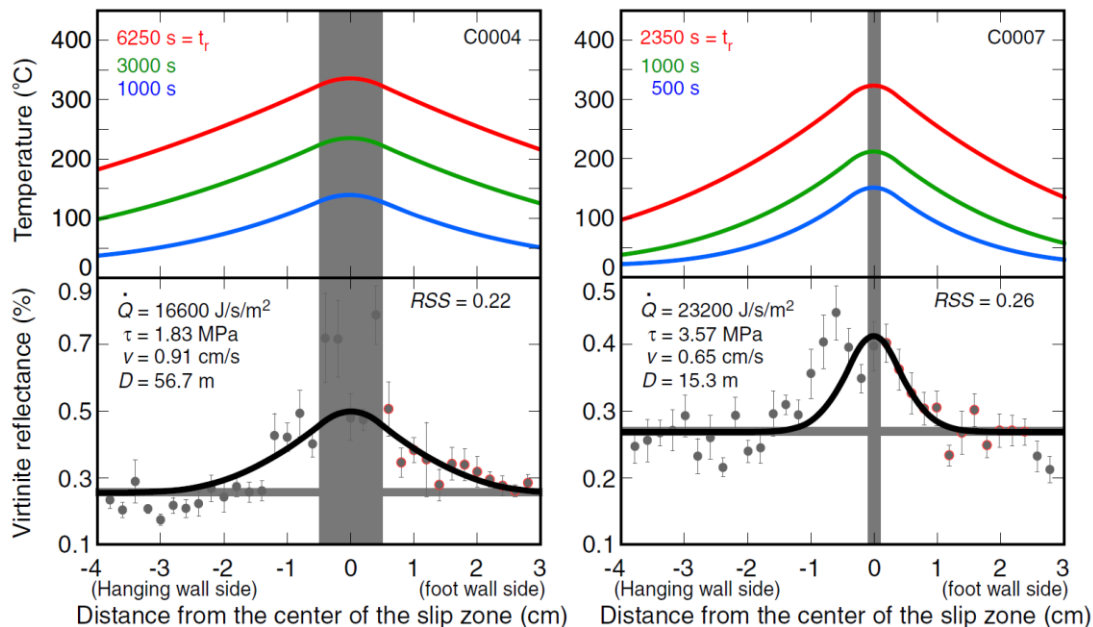 6250 s = tr
3000 s
1000 s
C0004
400
300
200
100
0
Temperature (°C)
2350 s = tr
1000 s
500 s
C0007
400
300
200
100
0
Q̇ = 16600 J/s/m²
τ = 1.83 MPa
v = 0.91 cm/s
D = 56.7 m
RSS = 0.22
0.9
0.7
0.5
0.3
0.1
Virtinite reflectance (%)
-4 -3 -2 -1 0 1 2 3
(Hanging wall side) (foot wall side)
Distance from the center of the slip zone (cm)
Q̇ = 23200 J/s/m²
τ = 3.57 MPa
v = 0.65 cm/s
D = 15.3 m
RSS = 0.26
0.5
0.4
0.3
0.2
0.1
-4 -3 -2 -1 0 1 2 3
(Hanging wall side) (foot wall side)
Distance from the center of the slip zone (cm)